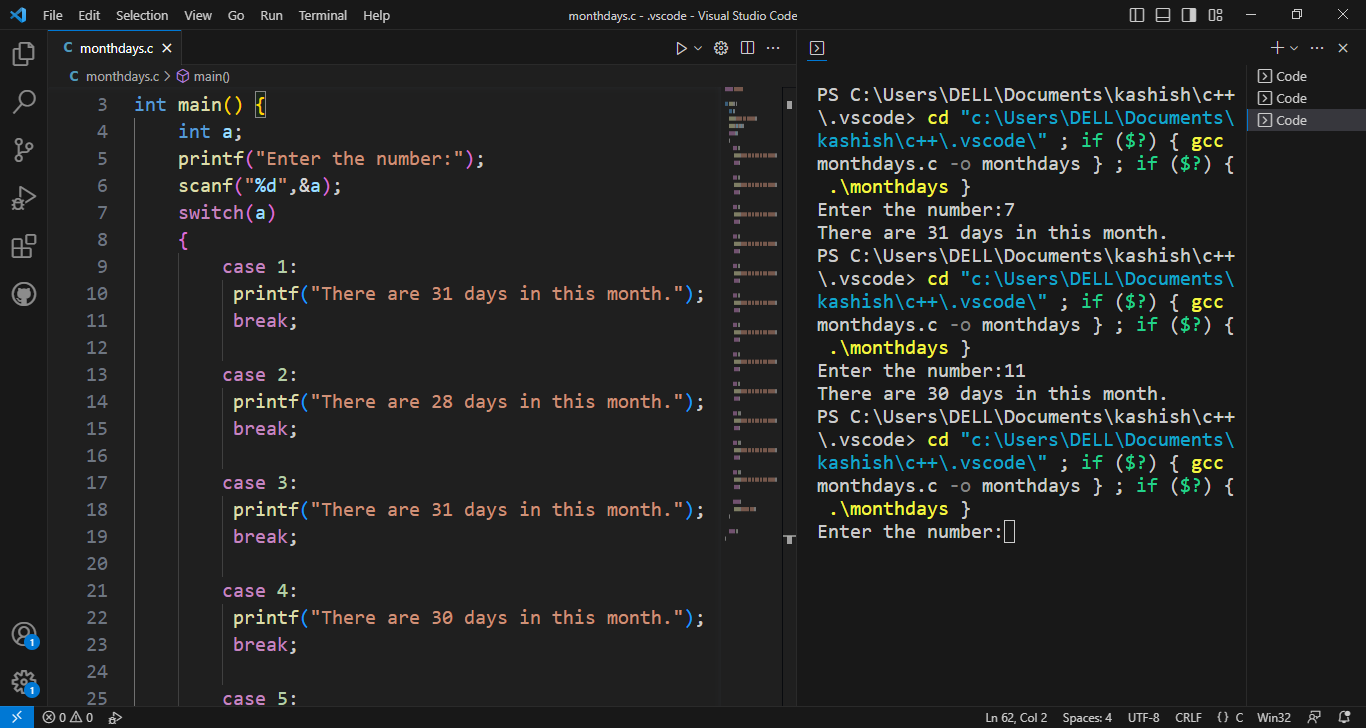 File Edit Selection View Go Run Terminal Help monthdays.c - .vscode - Visual Studio Code
C monthdays.c
C monthdays.c > main()
3 int main() {
4 int a;
5 printf("Enter the number:");
6 scanf("%d",&a);
7 switch(a)
8 {
9 case 1:
10 printf("There are 31 days in this month.");
11 break;
12
13 case 2:
14 printf("There are 28 days in this month.");
15 break;
16
17 case 3:
18 printf("There are 31 days in this month.");
19 break;
20
21 case 4:
22 printf("There are 30 days in this month.");
23 break;
24
25 case 5:
PS C:\Users\DELL\Documents\kashish\c++
\.vscode> cd "c:\Users\DELL\Documents\
kashish\c++\.vscode\" ; if ($?) { gcc
monthdays.c -o monthdays } ; if ($?) {
.\monthdays }
Enter the number:7
There are 31 days in this month.
PS C:\Users\DELL\Documents\kashish\c++
\.vscode> cd "c:\Users\DELL\Documents\
kashish\c++\.vscode\" ; if ($?) { gcc
monthdays.c -o monthdays } ; if ($?) {
.\monthdays }
Enter the number:11
There are 30 days in this month.
PS C:\Users\DELL\Documents\kashish\c++
\.vscode> cd "c:\Users\DELL\Documents\
kashish\c++\.vscode\" ; if ($?) { gcc
monthdays.c -o monthdays } ; if ($?) {
.\monthdays }
Enter the number:
Code
Code
Code
1
1
0 0 Ln 62, Col 2 Spaces: 4 UTF-8 CRLF {} C Win32